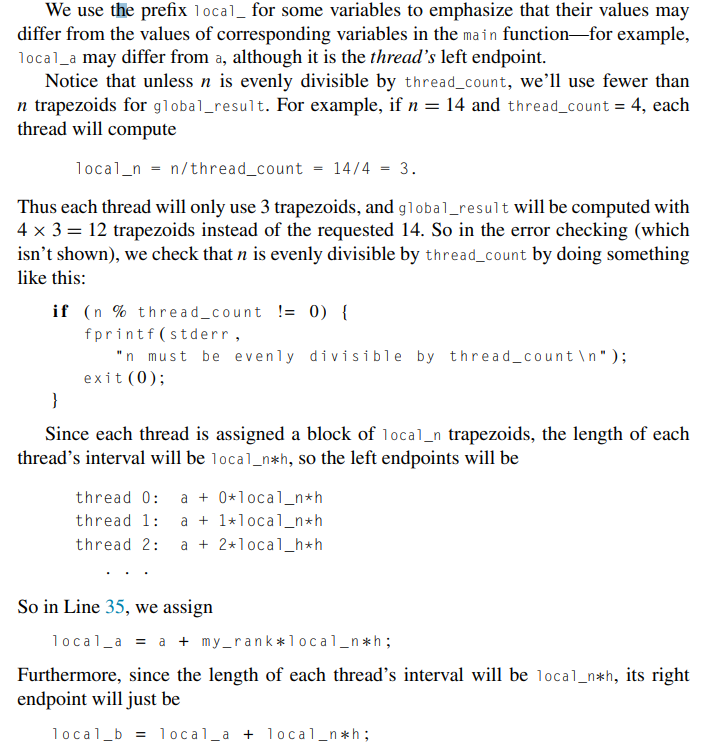 We use the prefix local_ for some variables to emphasize that their values may
differ from the values of corresponding variables in the main function—for example,
local_a may differ from a, although it is the thread's left endpoint.
Notice that unless n is evenly divisible by thread_count, we'll use fewer than
n trapezoids for global_result. For example, if n = 14 and thread_count = 4, each
thread will compute
local_n = n/thread_count = 14/4 = 3.
Thus each thread will only use 3 trapezoids, and global_result will be computed with
4 × 3 = 12 trapezoids instead of the requested 14. So in the error checking (which
isn't shown), we check that n is evenly divisible by thread_count by doing something
like this:
if (n % thread_count != 0) {
fprintf(stderr,
"n must be evenly divisible by thread_count\n");
exit(0);
}
Since each thread is assigned a block of local_n trapezoids, the length of each
thread's interval will be local_n*h, so the left endpoints will be
thread 0: a + 0*local_n*h
thread 1: a + 1*local_n*h
thread 2: a + 2*local_h*h
. . .
So in Line 35, we assign
local_a = a + my_rank*local_n*h;
Furthermore, since the length of each thread's interval will be local_n*h, its right
endpoint will just be
local_b = local_a + local_n*h;